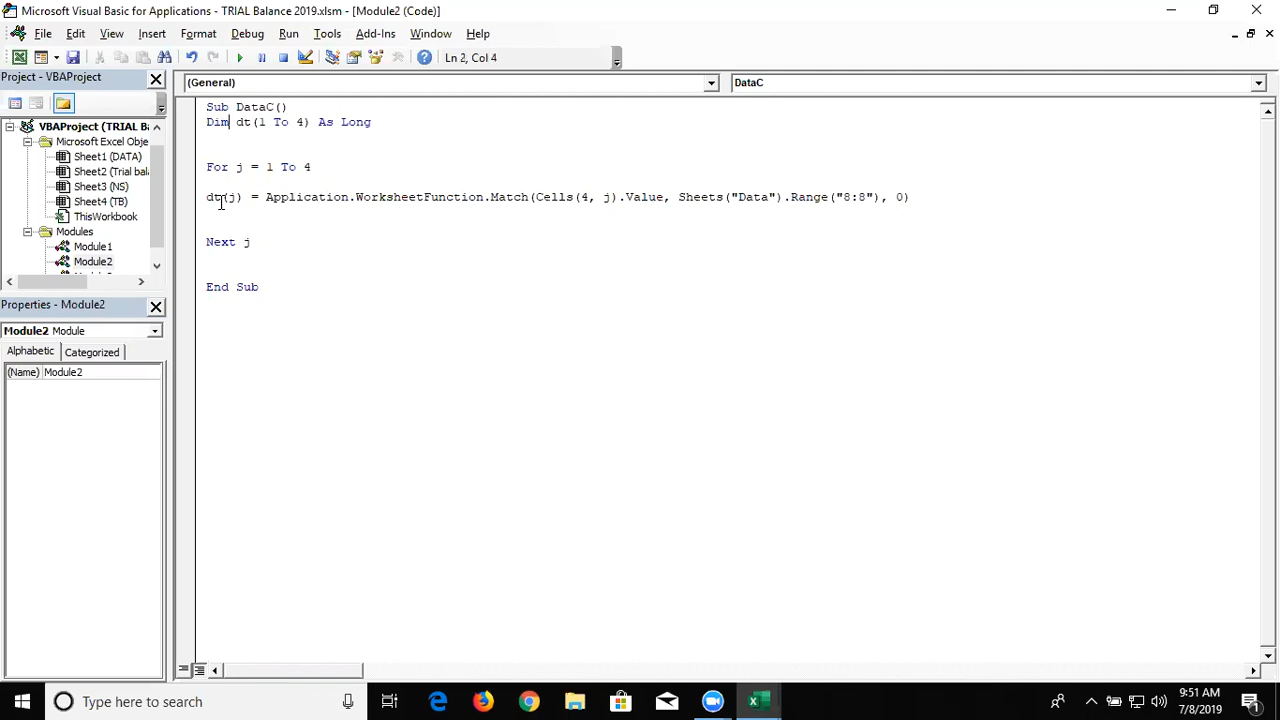 Microsoft Visual Basic for Applications - TRIAL Balance 2019.xlsm - [Module2 (Code)]
File Edit View Insert Format Debug Run Tools Add-Ins Window Help
Ln 2, Col 4
Project - VBAProject
(General)
DataC
VBAProject (TRIAL B
Microsoft Excel Obje
Sheet1 (DATA)
Sheet2 (Trial bala
Sheet3 (NS)
Sheet4 (TB)
ThisWorkbook
Modules
Module1
Module2
Properties - Module2
Module2 Module
Alphabetic Categorized
(Name) Module2
Sub DataC()
Dim dt(1 To 4) As Long
For j = 1 To 4
dt(j) = Application.WorksheetFunction.Match(Cells(4, j).Value, Sheets("Data").Range("8:8"), 0)
Next j
End Sub
Type here to search
9:51 AM
7/8/2019
1